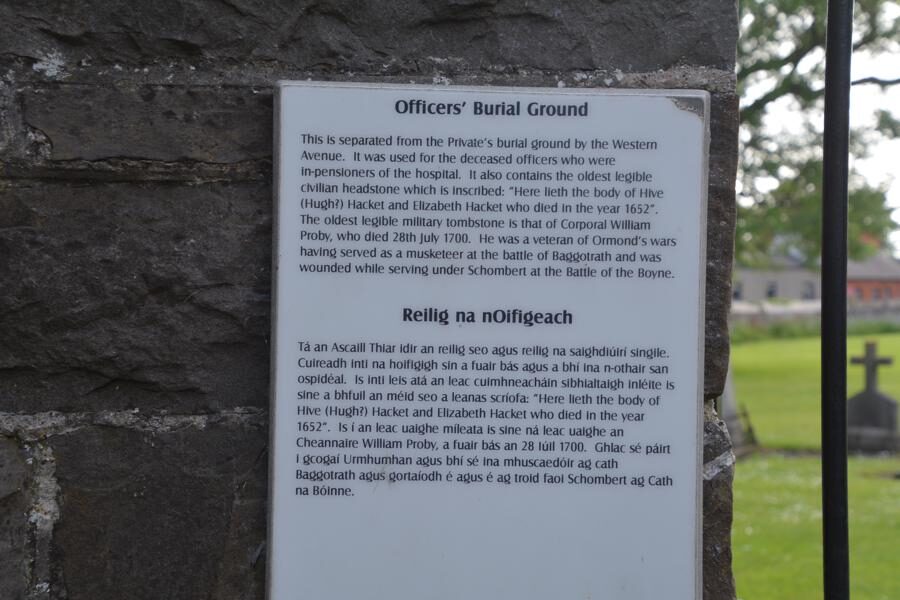 Officers' Burial Ground
This is separated from the Private's burial ground by the Western
Avenue. It was used for the deceased officers who were
in-pensioners of the hospital. It also contains the oldest legible
civilian headstone which is inscribed: "Here lieth the body of Hive
(Hugh?) Hacket and Elizabeth Hacket who died in the year 1652".
The oldest legible military tombstone is that of Corporal William
Proby, who died 28th July 1700. He was a veteran of Ormond's wars
having served as a musketeer at the battle of Baggotrath and was
wounded while serving under Schombert at the Battle of the Boyne.
Reilig na nOifigeach
Tá an Ascaill Thiar idir an reilig seo agus reilig na saighdiúirí singile.
Cuireadh inti na hoifigigh sin a fuair bás agus a bhí ina n-othair san
ospidéal. Is inti leis atá an leac cuimhneacháin sibhialtaigh inléite is
sine a bhfuil an méid seo a leanas scríofa: "Here lieth the body of
Hive (Hugh?) Hacket and Elizabeth Hacket who died in the year
1652". Is í an leac uaighe míleata is sine ná leac uaighe an
Cheannaire William Proby, a fuair bás an 28 Iúil 1700. Ghlac sé páirt
i gcogaí Urmhumhan agus bhí sé ina mhuscaedóir ag cath
Baggotrath agus gortaíodh é agus é ag troid faoi Schombert ag Cath
na Bóinne.